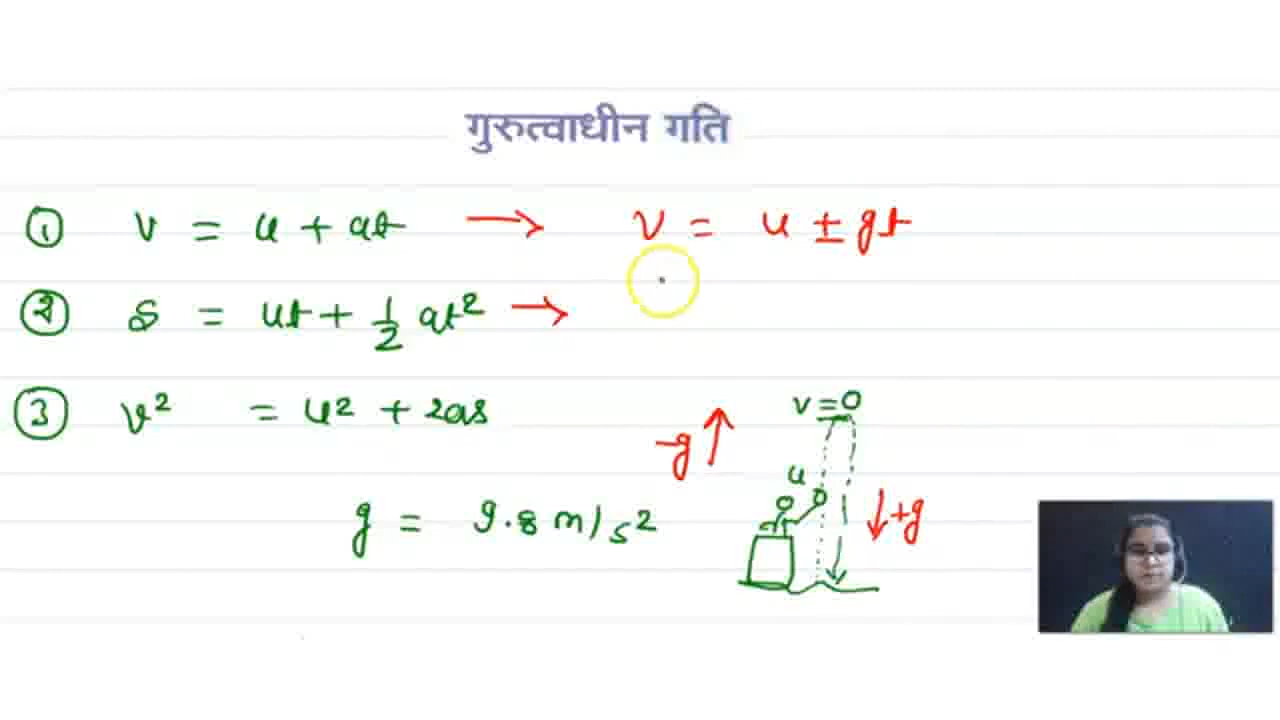 गुरुत्वाधीन गति
① v = u + at → v = u ± gt
② s = ut + 1/2 at² →
③ v² = u² + 2as
v = 0
-g ↑
u
g = 9.8 m/s²
↓ +g